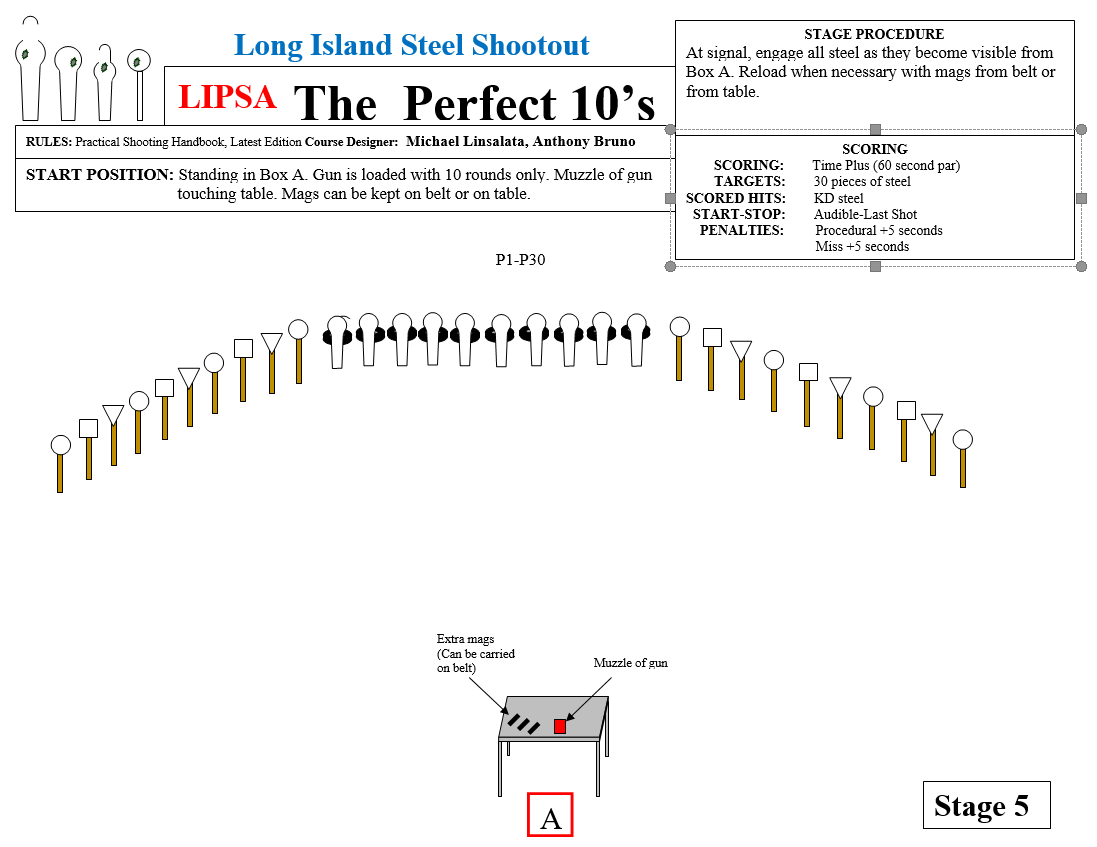 Long Island Steel Shootout
LIPSA The Perfect 10's
RULES: Practical Shooting Handbook, Latest Edition Course Designer: Michael Linsalata, Anthony Bruno
START POSITION: Standing in Box A. Gun is loaded with 10 rounds only. Muzzle of gun
touching table. Mags can be kept on belt or on table.
STAGE PROCEDURE
At signal, engage all steel as they become visible from
Box A. Reload when necessary with mags from belt or
from table.
SCORING
SCORING: Time Plus (60 second par)
TARGETS: 30 pieces of steel
SCORED HITS: KD steel
START-STOP: Audible-Last Shot
PENALTIES: Procedural +5 seconds
Miss +5 seconds
P1-P30
Extra mags
(Can be carried
on belt)
Muzzle of gun
A
Stage 5